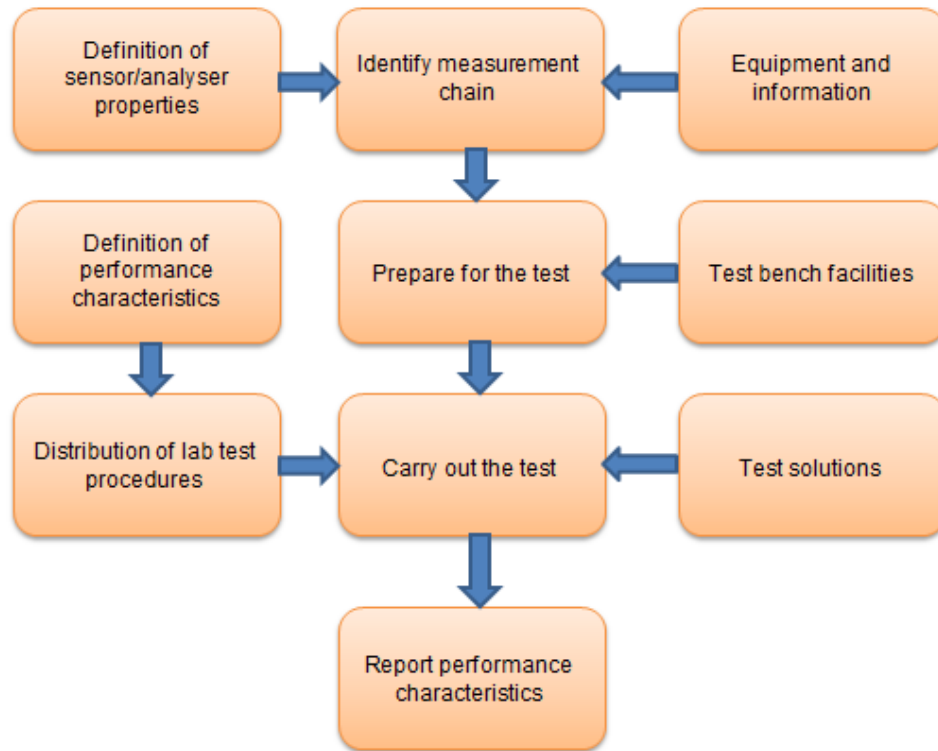 Definition of
sensor/analyser
properties
Identify measurement
chain
Equipment and
information
Definition of
performance
characteristics
Prepare for the test
Test bench facilities
Distribution of lab test
procedures
Carry out the test
Test solutions
Report performance
characteristics